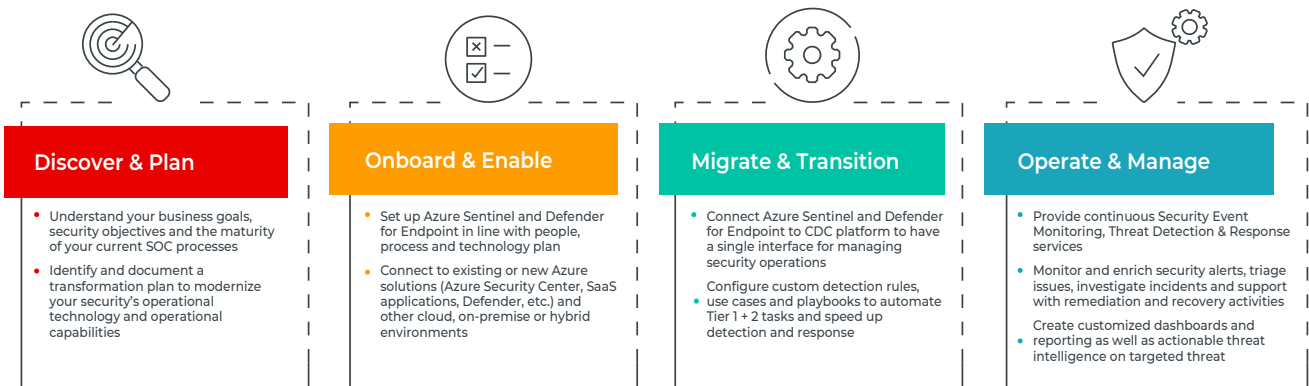 Discover & Plan
Understand your business goals,
security objectives and the maturity
of your current SOC processes
Identify and document a
transformation plan to modernize
your security's operational
technology and operational
capabilities
Onboard & Enable
Set up Azure Sentinel and Defender
for Endpoint in line with people,
process and technology plan
Connect to existing or new Azure
solutions (Azure Security Center, SaaS
applications, Defender, etc.) and
other cloud, on-premise or hybrid
environments
Migrate & Transition
Connect Azure Sentinel and Defender
for Endpoint to CDC platform to have
a single interface for managing
security operations
Configure custom detection rules,
use cases and playbooks to automate
Tier 1 + 2 tasks and speed up
detection and response
Operate & Manage
Provide continuous Security Event
Monitoring, Threat Detection & Response
services
Monitor and enrich security alerts, triage
issues, investigate incidents and support
with remediation and recovery activities
Create customized dashboards and
reporting as well as actionable threat
intelligence on targeted threat